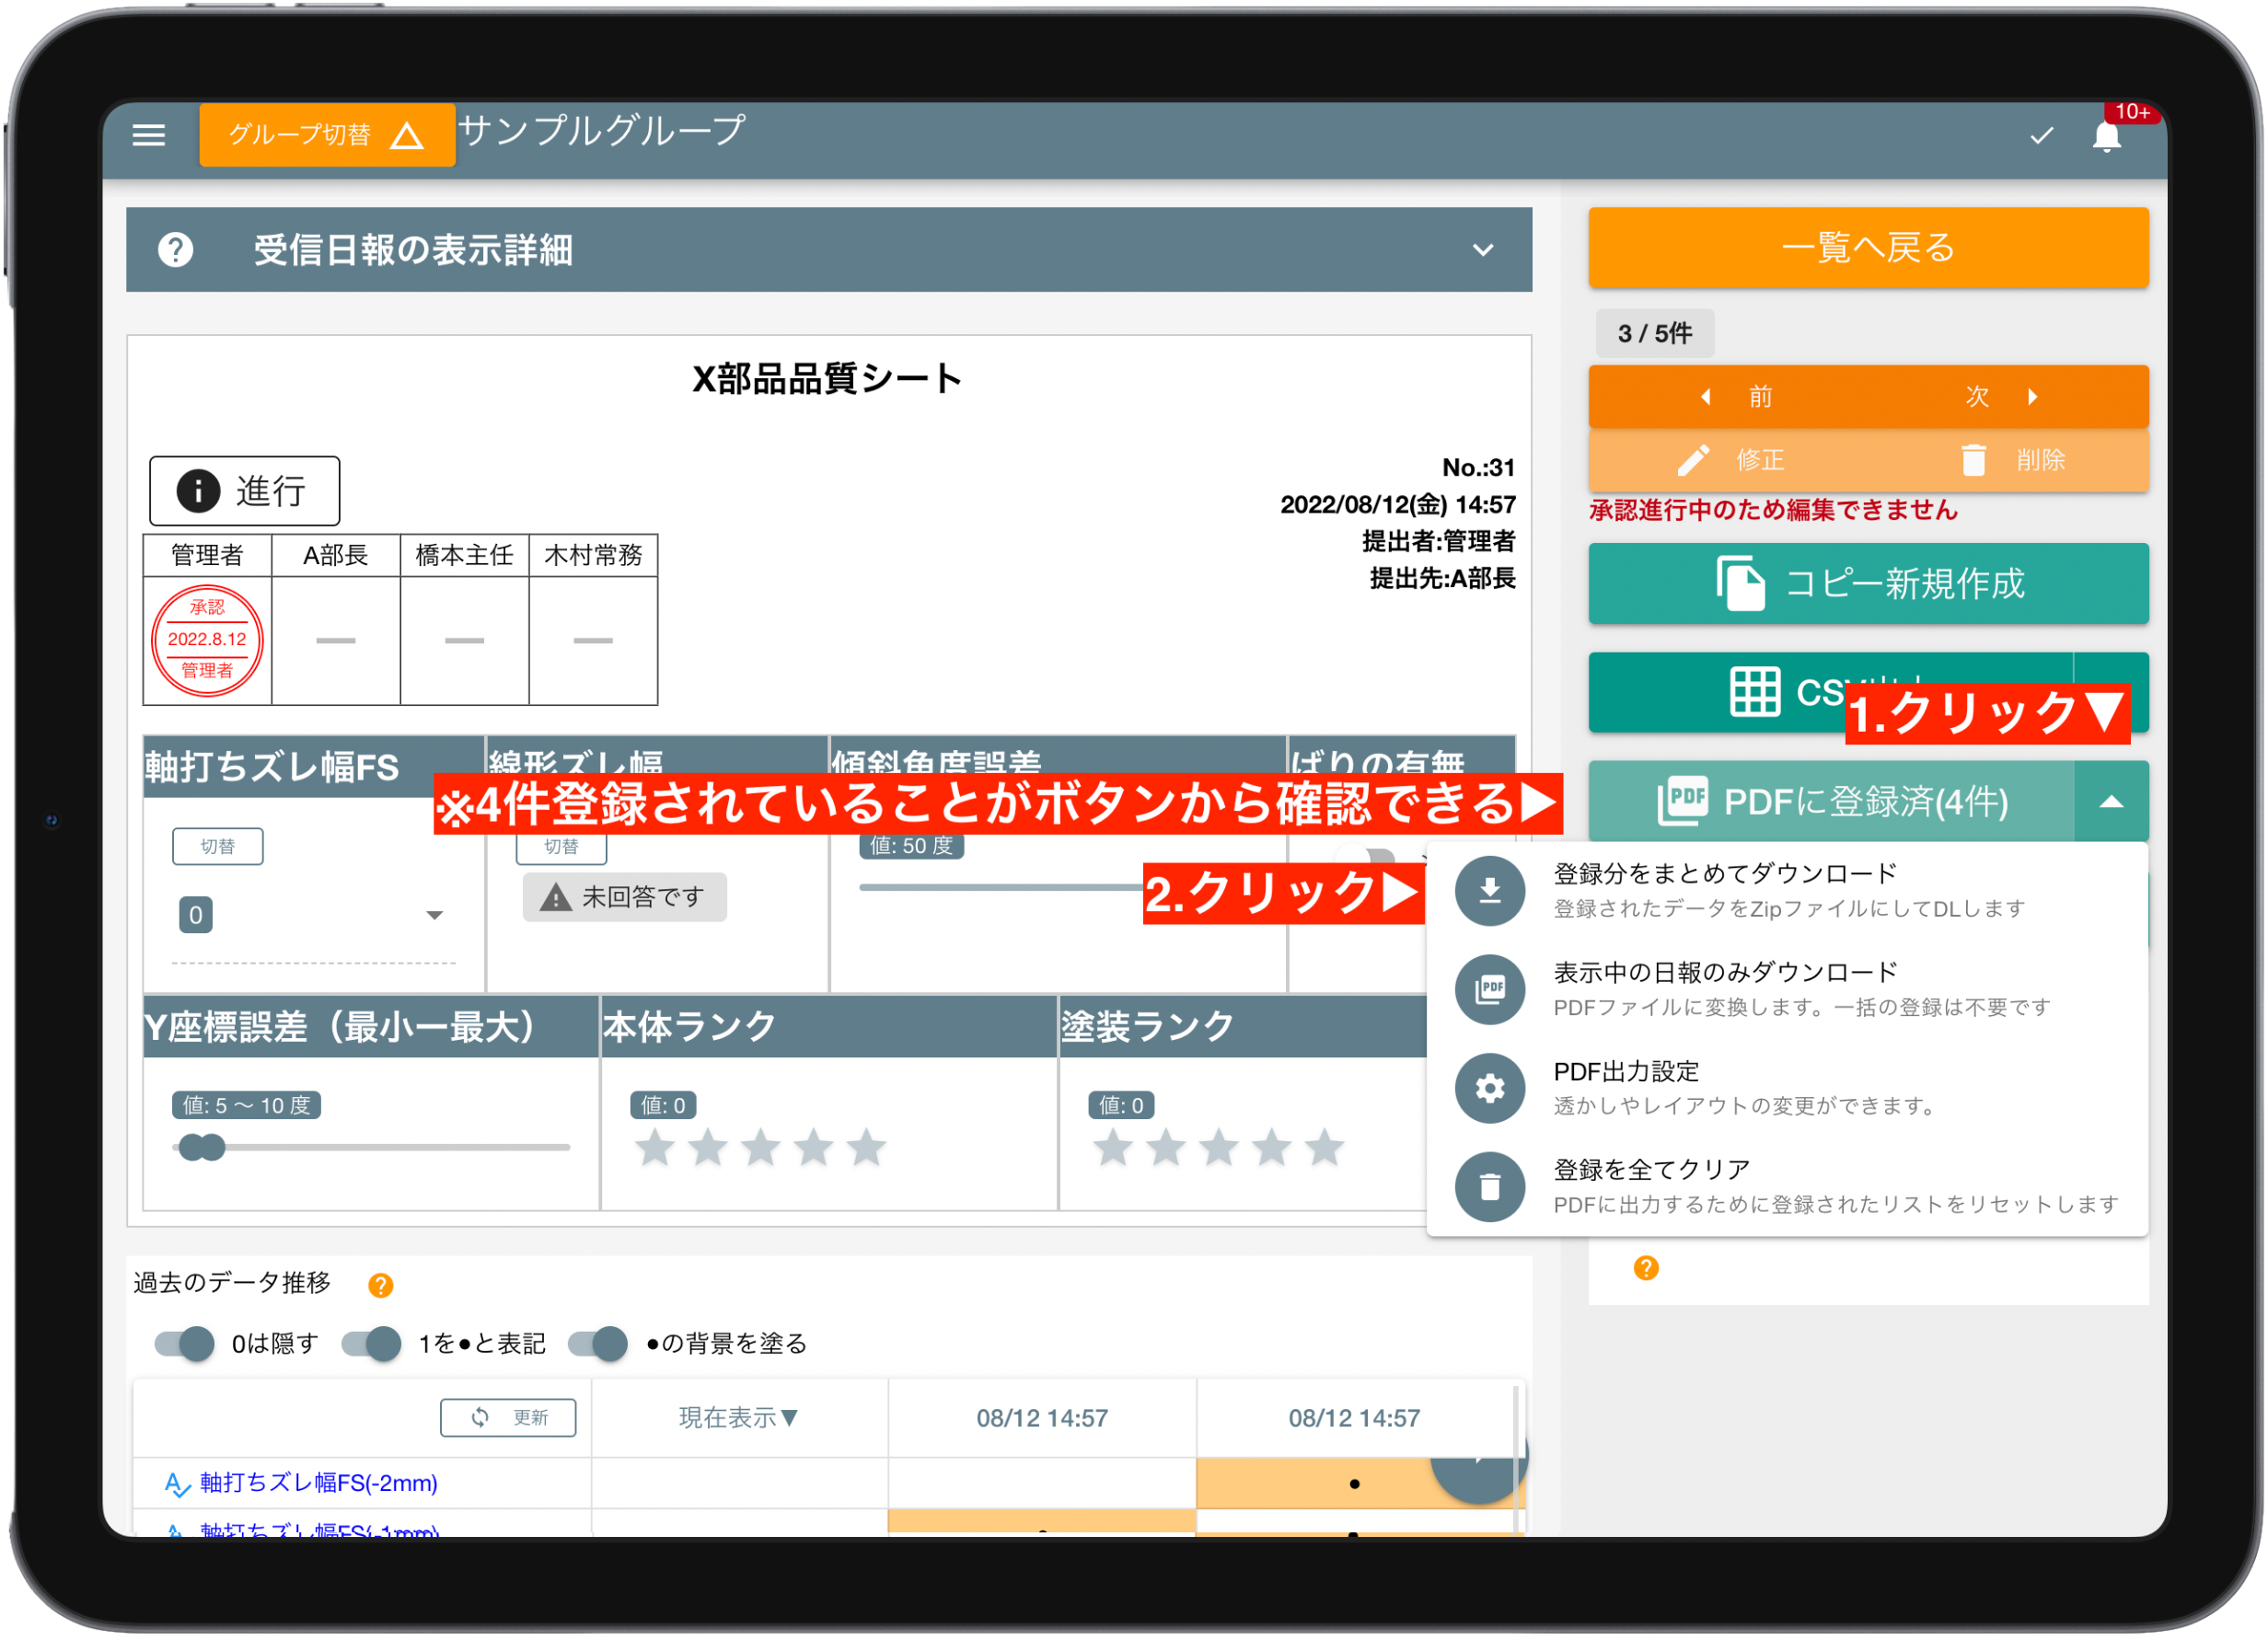 グループ切替 サンプルグループ
10+
受信日報の表示詳細
X部品品質シート
進行
No.:31
2022/08/12(金) 14:57
提出者:管理者
提出先:A部長
管理者 A部長 橋本主任 木村常務
承認
2022.8.12
管理者
軸打ちズレ幅FS 線形ズレ幅 傾斜角度誤差 ばりの有無
※4件登録されていることがボタンから確認できる▶
切替 切替 値: 50 度
未回答です
0
2.クリック▶
Y座標誤差（最小ー最大） 本体ランク 塗装ランク
値: 5 〜 10 度 値: 0 値: 0
過去のデータ推移
0は隠す 1を●と表記 ●の背景を塗る
更新 現在表示▼ 08/12 14:57 08/12 14:57
軸打ちズレ幅FS(-2mm) ●
軸打ちズレ幅FS(-1mm)
一覧へ戻る
3 / 5件
前 次
修正 削除
承認進行中のため編集できません
コピー新規作成
CSV出力
1.クリック▼
PDFに登録済(4件)
登録分をまとめてダウンロード
登録されたデータをZipファイルにしてDLします
表示中の日報のみダウンロード
PDFファイルに変換します。一括の登録は不要です
PDF出力設定
透かしやレイアウトの変更ができます。
登録を全てクリア
PDFに出力するために登録されたリストをリセットします